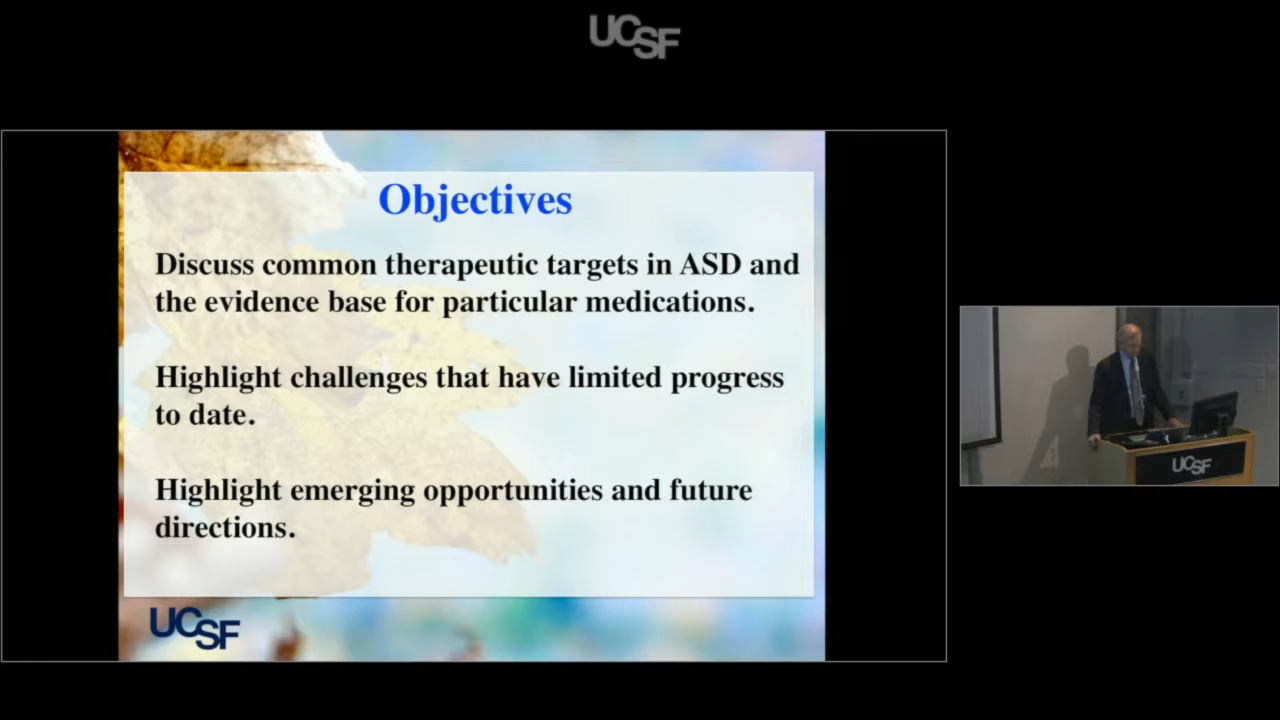 UCSF
Objectives
Discuss common therapeutic targets in ASD and
the evidence base for particular medications.
Highlight challenges that have limited progress
to date.
Highlight emerging opportunities and future
directions.
UCSF
UCSF